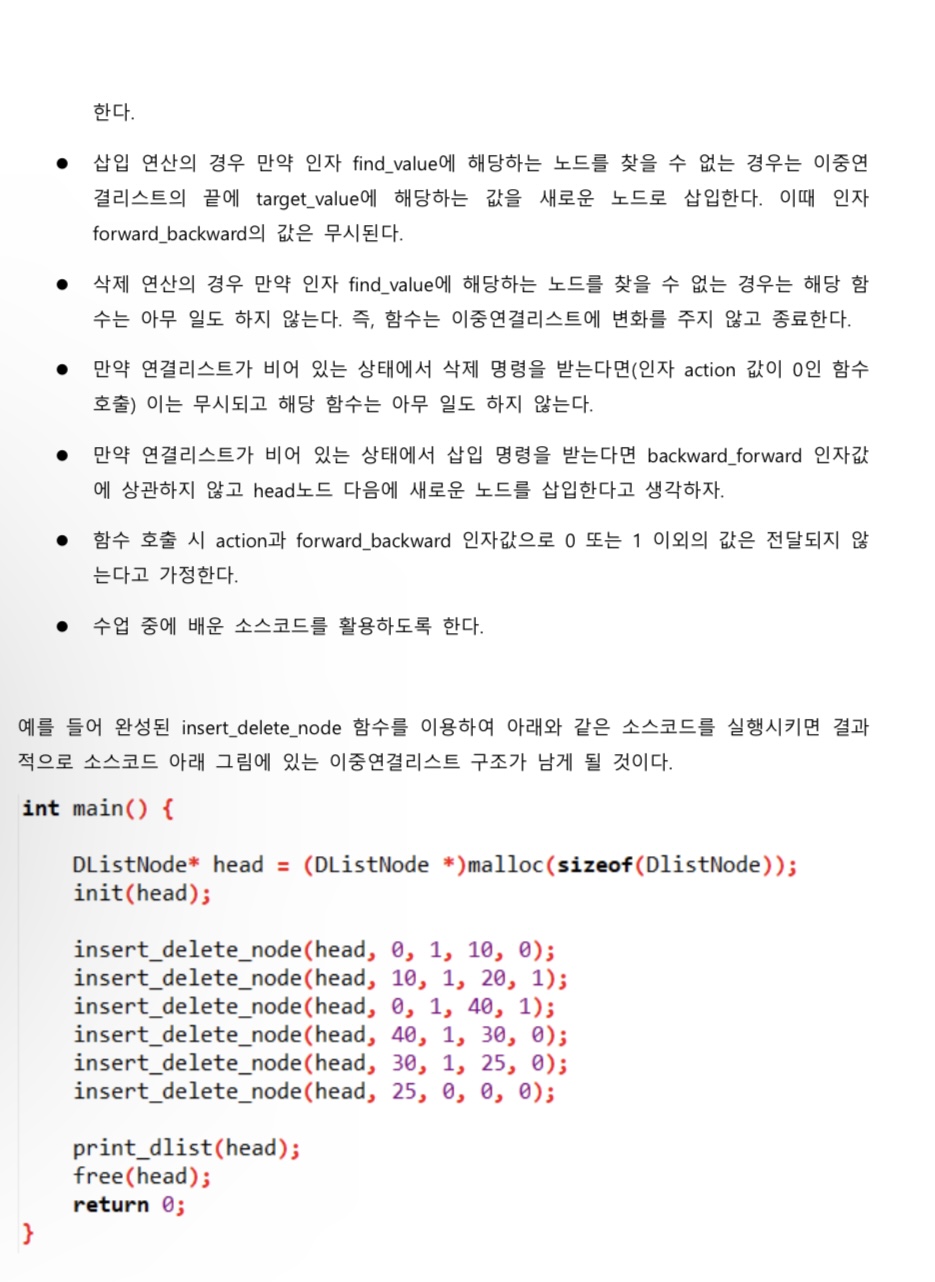 한다.
● 삽입 연산의 경우 만약 인자 find_value에 해당하는 노드를 찾을 수 없는 경우는 이중연
결리스트의 끝에 target_value에 해당하는 값을 새로운 노드로 삽입한다. 이때 인자
forward_backward의 값은 무시된다.
● 삭제 연산의 경우 만약 인자 find_value에 해당하는 노드를 찾을 수 없는 경우는 해당 함
수는 아무 일도 하지 않는다. 즉, 함수는 이중연결리스트에 변화를 주지 않고 종료한다.
● 만약 연결리스트가 비어 있는 상태에서 삭제 명령을 받는다면(인자 action 값이 0인 함수
호출) 이는 무시되고 해당 함수는 아무 일도 하지 않는다.
● 만약 연결리스트가 비어 있는 상태에서 삽입 명령을 받는다면 backward_forward 인자값
에 상관하지 않고 head노드 다음에 새로운 노드를 삽입한다고 생각하자.
● 함수 호출 시 action과 forward_backward 인자값으로 0 또는 1 이외의 값은 전달되지 않
는다고 가정한다.
● 수업 중에 배운 소스코드를 활용하도록 한다.
예를 들어 완성된 insert_delete_node 함수를 이용하여 아래와 같은 소스코드를 실행시키면 결과
적으로 소스코드 아래 그림에 있는 이중연결리스트 구조가 남게 될 것이다.
int main() {
DListNode* head = (DListNode *)malloc(sizeof(DlistNode));
init(head);
insert_delete_node(head, 0, 1, 10, 0);
insert_delete_node(head, 10, 1, 20, 1);
insert_delete_node(head, 0, 1, 40, 1);
insert_delete_node(head, 40, 1, 30, 0);
insert_delete_node(head, 30, 1, 25, 0);
insert_delete_node(head, 25, 0, 0, 0);
print_dlist(head);
free(head);
return 0;
}